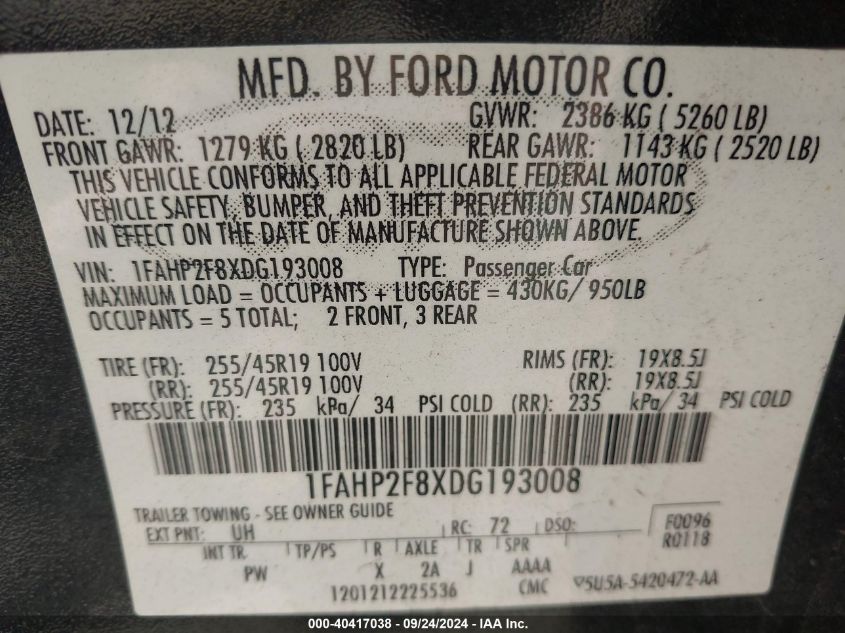 MFD. BY FORD MOTOR CO.
DATE: 12/12 GVWR: 2386 KG ( 5260 LB)
FRONT GAWR: 1279 KG ( 2820 LB) REAR GAWR: 1143 KG ( 2520 LB)
THIS VEHICLE CONFORMS TO ALL APPLICABLE FEDERAL MOTOR
VEHICLE SAFETY, BUMPER, AND THEFT PREVENTION STANDARDS
IN EFFECT ON THE DATE OF MANUFACTURE SHOWN ABOVE.
VIN: 1FAHP2F8XDG193008 TYPE: Passenger Car
MAXIMUM LOAD = OCCUPANTS + LUGGAGE = 430KG/ 950LB
OCCUPANTS = 5 TOTAL; 2 FRONT, 3 REAR
TIRE (FR): 255/45R19 100V RIMS (FR): 19X8.5J
(RR): 255/45R19 100V (RR): 19X8.5J
PRESSURE (FR): 235 kPa/ 34 PSI COLD (RR): 235 kPa/ 34 PSI COLD
1FAHP2F8XDG193008
TRAILER TOWING - SEE OWNER GUIDE
EXT PNT: UH RC: 72 DSO: F0096
R0118
INT TR TP/PS R AXLE TR SPR
PW X 2A J AAAA
1201212225536 CMC 5U5A-5420472-AA
000-40417038 - 09/24/2024 - IAA Inc.